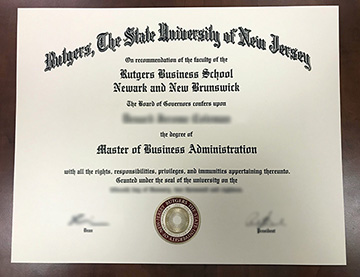 Rutgers, The State University of New Jersey
On recommendation of the faculty of the
Rutgers Business School
Newark and New Brunswick
The Board of Governors confers upon
the degree of
Master of Business Administration
with all the rights, responsibilities, privileges, and immunities appertaining thereunto.
Granted under the seal of the university on the
Dean
President